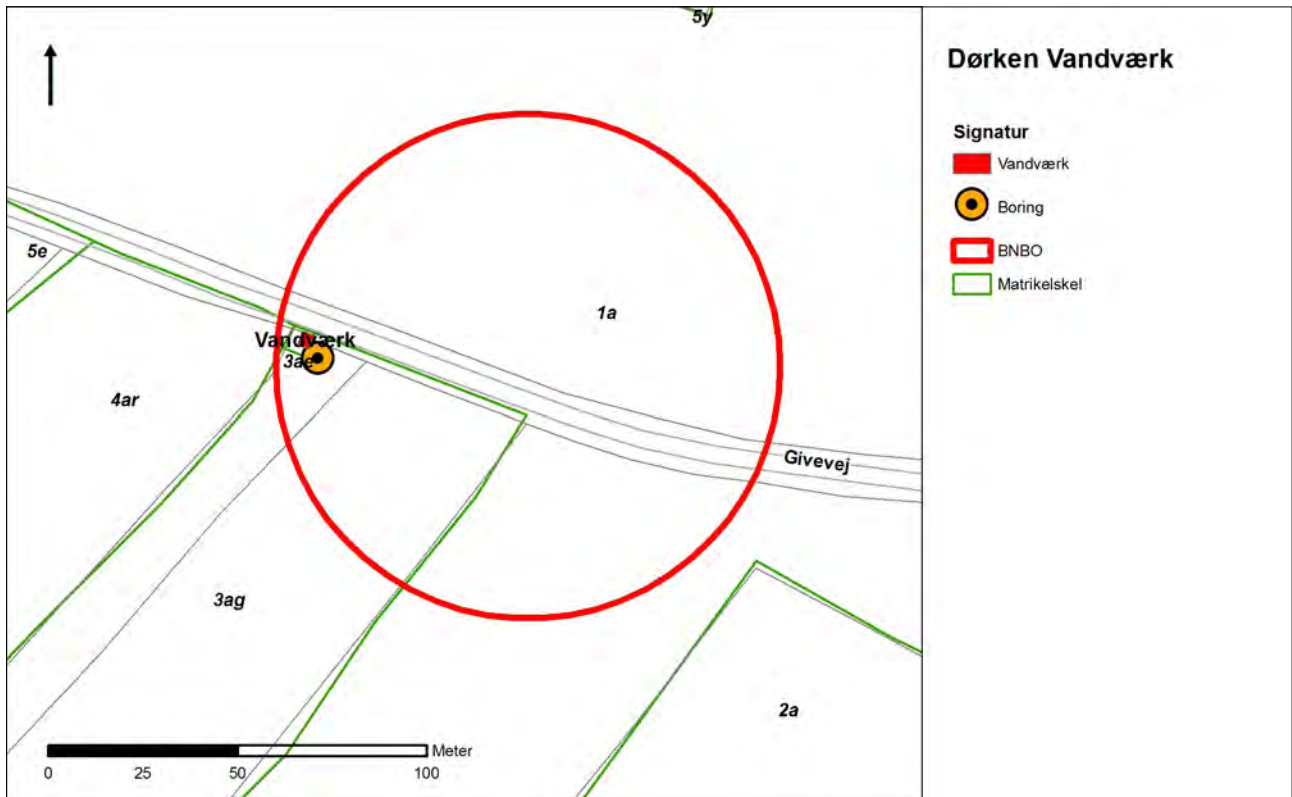 5y
1a
5e
Vandværk
3ae
4ar
Givevej
3ag
2a
Meter
0 25 50 100
Dørken Vandværk
Signatur
Vandværk
Boring
BNBO
Matrikelskel